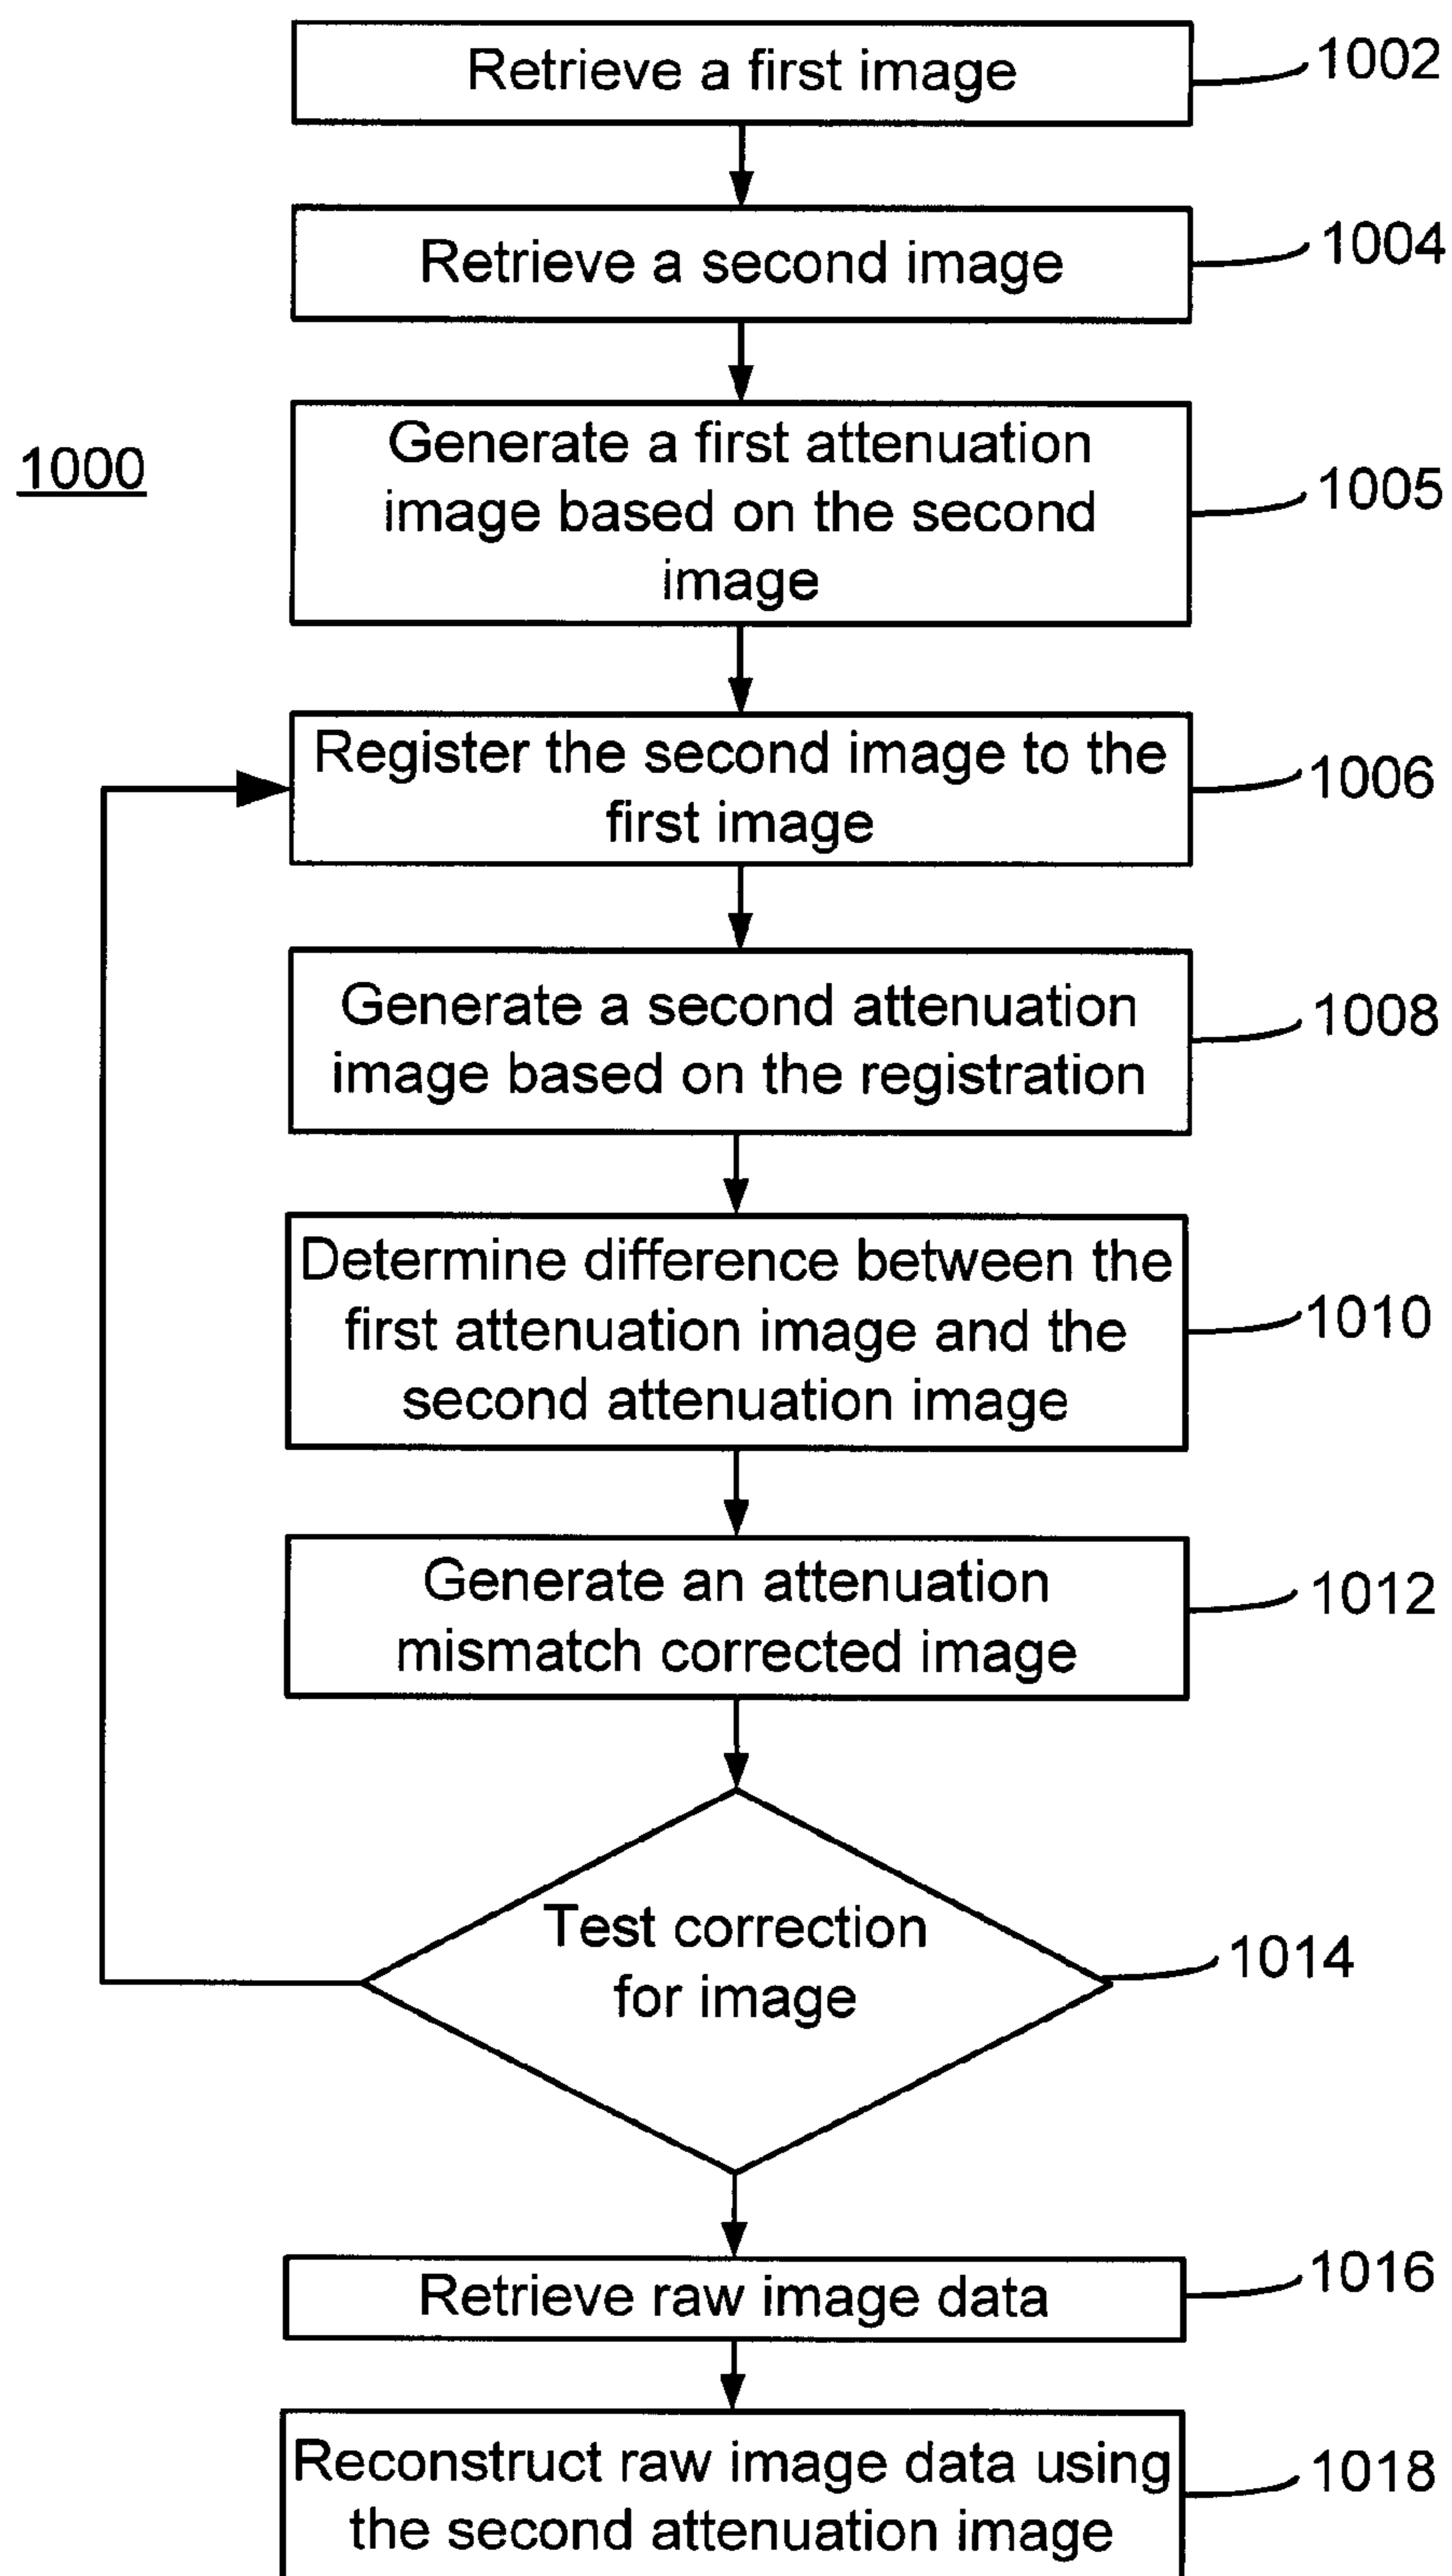 Retrieve a first image
1002
Retrieve a second image
1004
1000
Generate a first attenuation
image based on the second
image
1005
Register the second image to the
first image
1006
Generate a second attenuation
image based on the registration
1008
Determine difference between the
first attenuation image and the
second attenuation image
1010
Generate an attenuation
mismatch corrected image
1012
Test correction
for image
1014
Retrieve raw image data
1016
Reconstruct raw image data using
the second attenuation image
1018